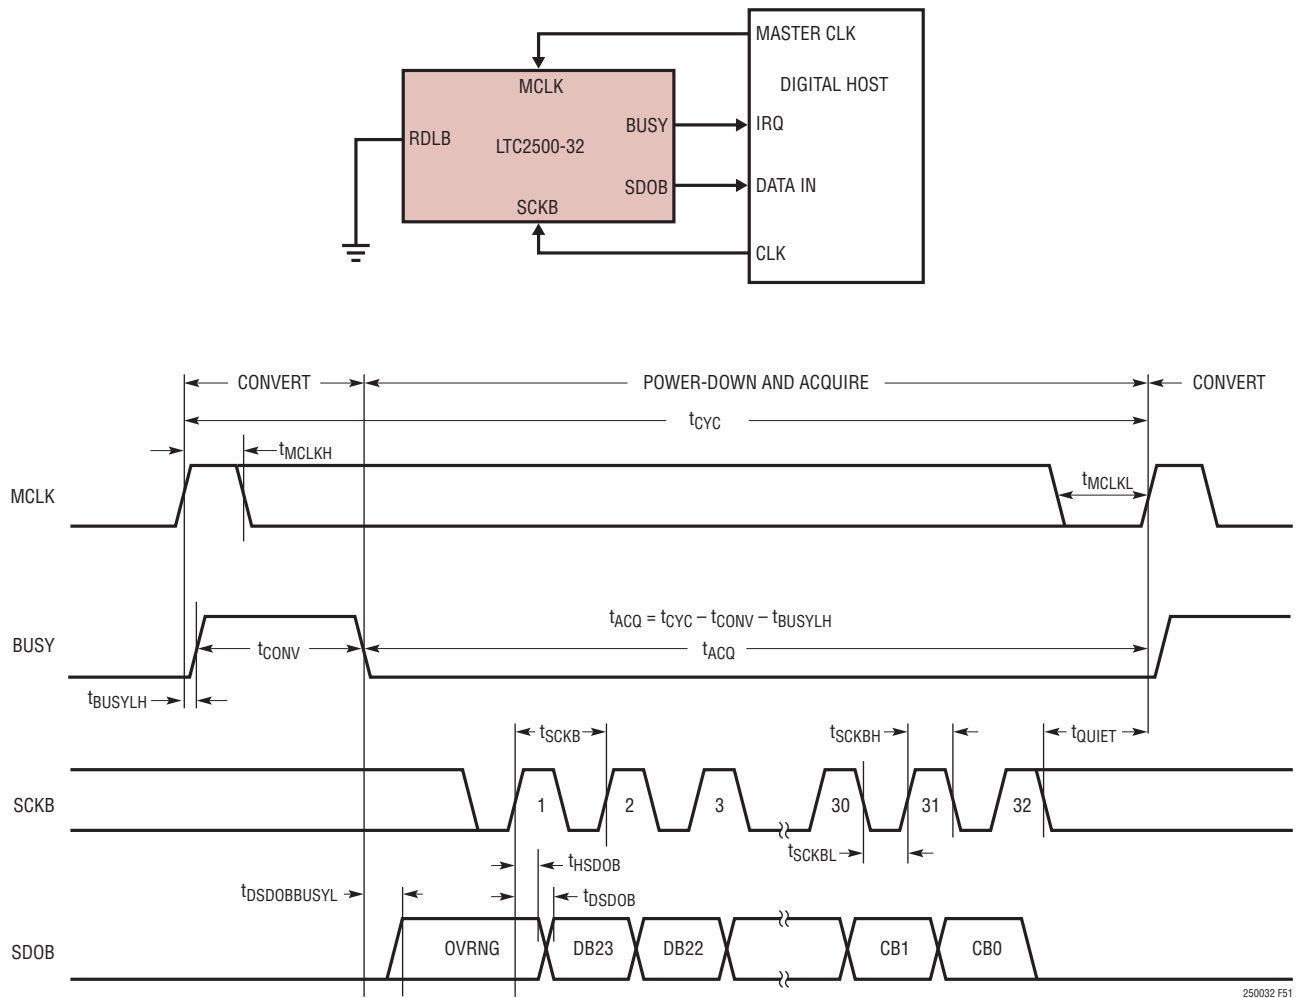 MASTER CLK
MCLK
DIGITAL HOST
BUSY
IRQ
RDLB
LTC2500-32
SDOB
DATA IN
SCKB
CLK
CONVERT
POWER-DOWN AND ACQUIRE
CONVERT
tCYC
tMCLKH
MCLK
tMCLKL
tACQ = tCYC – tCONV – tBUSYLH
BUSY
tCONV
tACQ
tBUSYLH
tSCKB
tSCKBH
tQUIET
SCKB
1
2
3
30
31
32
tSCKBL
tHSDOB
tDSDOBBUSYL
tDSDOB
SDOB
OVRNG
DB23
DB22
CB1
CB0
250032 F51